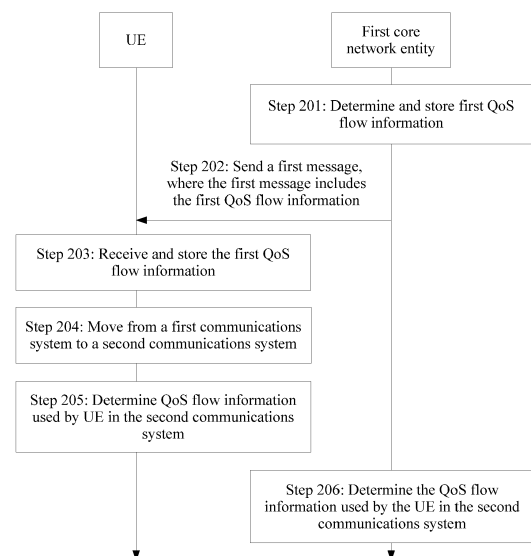 UE
First core
network entity
Step 201: Determine and store first QoS
flow information
Step 202: Send a first message,
where the first message includes
the first QoS flow information
Step 203: Receive and store the first QoS
flow information
Step 204: Move from a first communications
system to a second communications system
Step 205: Determine QoS flow information
used by UE in the second communications
system
Step 206: Determine the QoS flow
information used by the UE in the second
communications system